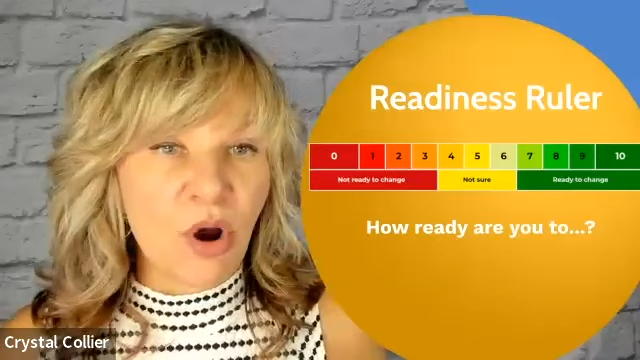 Readiness Ruler
0 1 2 3 4 5 6 7 8 9 10
Not ready to change Not sure Ready to change
How ready are you to...?
Crystal Collier